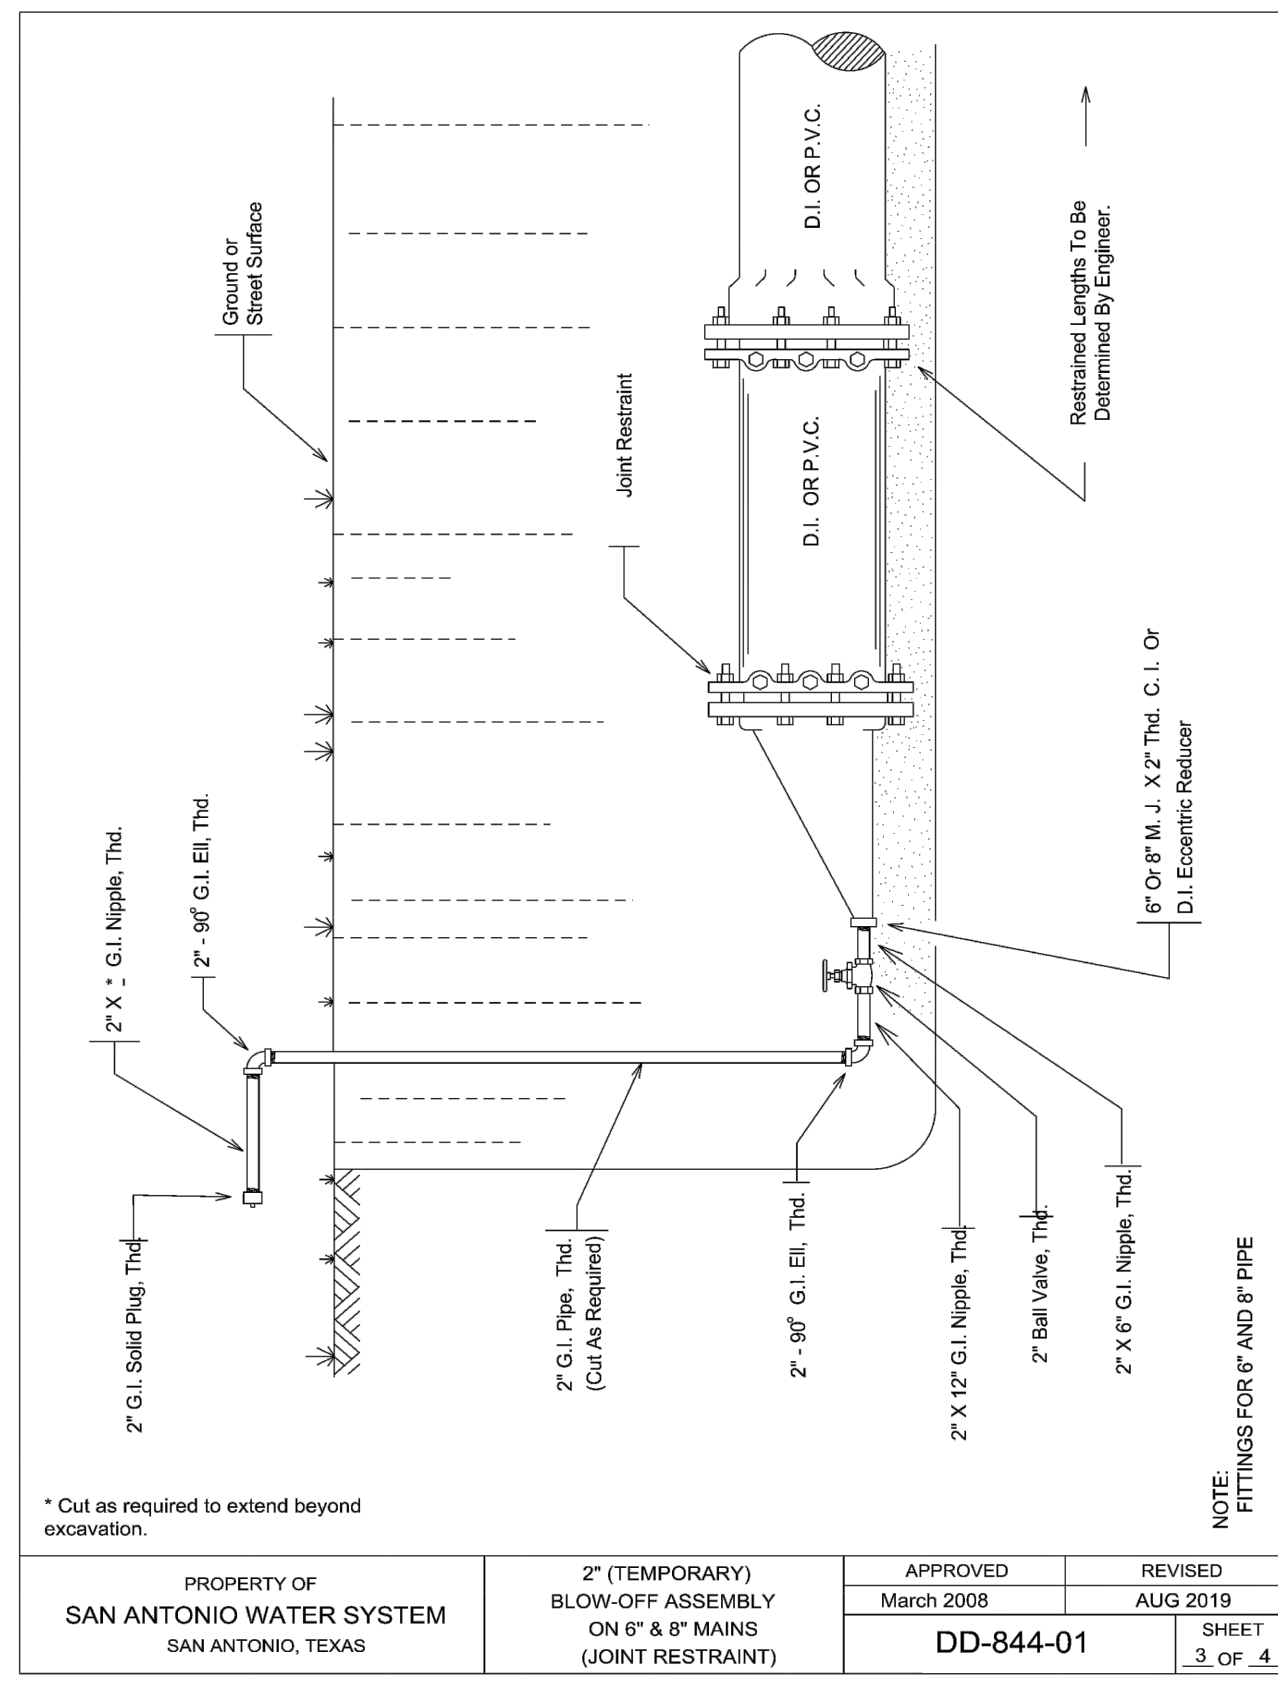 Ground or
Street Surface
D.I. OR P.V.C.
Restrained Lengths To Be
Determined By Engineer.
Joint Restraint
D.I. OR P.V.C.
6" Or 8" M. J. X 2" Thd. C. I. Or
D.I. Eccentric Reducer
2" X * G.I. Nipple, Thd.
2" - 90° G.I. Ell, Thd.
2" G.I. Solid Plug, Thd.
2" G.I. Pipe, Thd.
(Cut As Required)
2" - 90° G.I. Ell, Thd.
2" X 12" G.I. Nipple, Thd.
2" Ball Valve, Thd.
2" X 6" G.I. Nipple, Thd.
NOTE:
FITTINGS FOR 6" AND 8" PIPE
* Cut as required to extend beyond
excavation.
PROPERTY OF
SAN ANTONIO WATER SYSTEM
SAN ANTONIO, TEXAS
2" (TEMPORARY)
BLOW-OFF ASSEMBLY
ON 6" & 8" MAINS
(JOINT RESTRAINT)
APPROVED
March 2008
REVISED
AUG 2019
DD-844-01
SHEET
3 OF 4